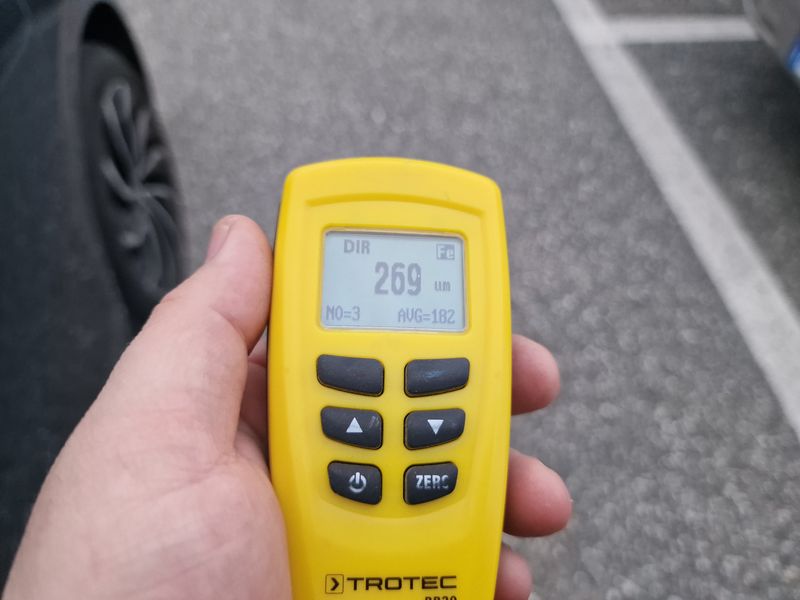 DIR Fe
269 um
NO=3 AVG=182
ZERO
TROTEC